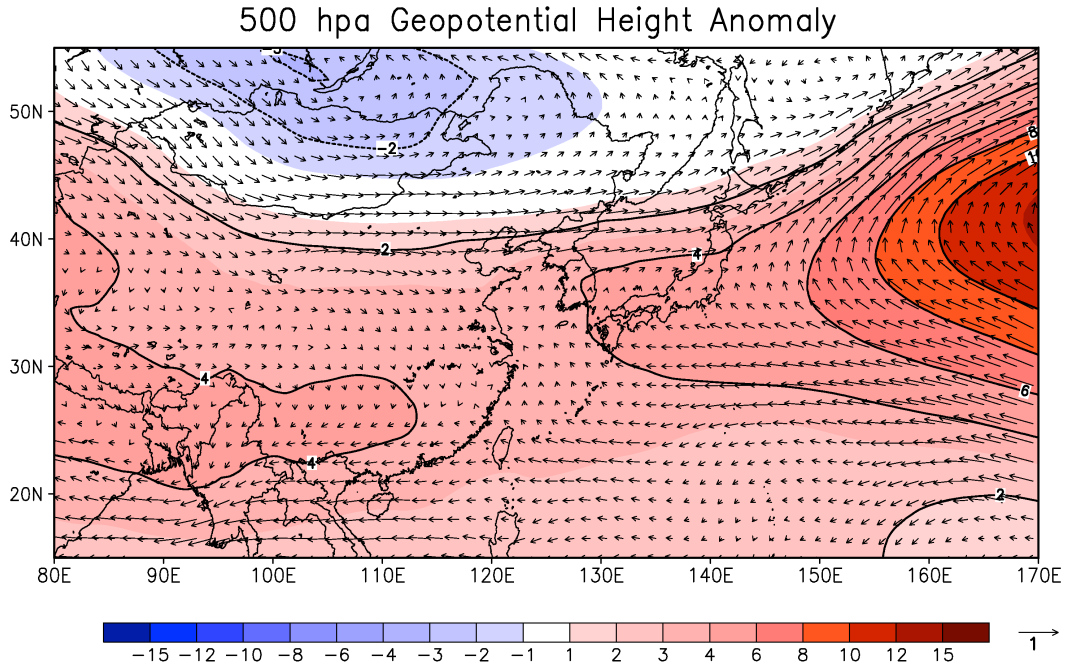 500 hpa Geopotential Height Anomaly
50N
40N
30N
20N
80E 90E 100E 110E 120E 130E 140E 150E 160E 170E
-2
2
4
4
4
6
2
8
-15 -12 -10 -8 -6 -4 -3 -2 -1 1 2 3 4 6 8 10 12 15
1